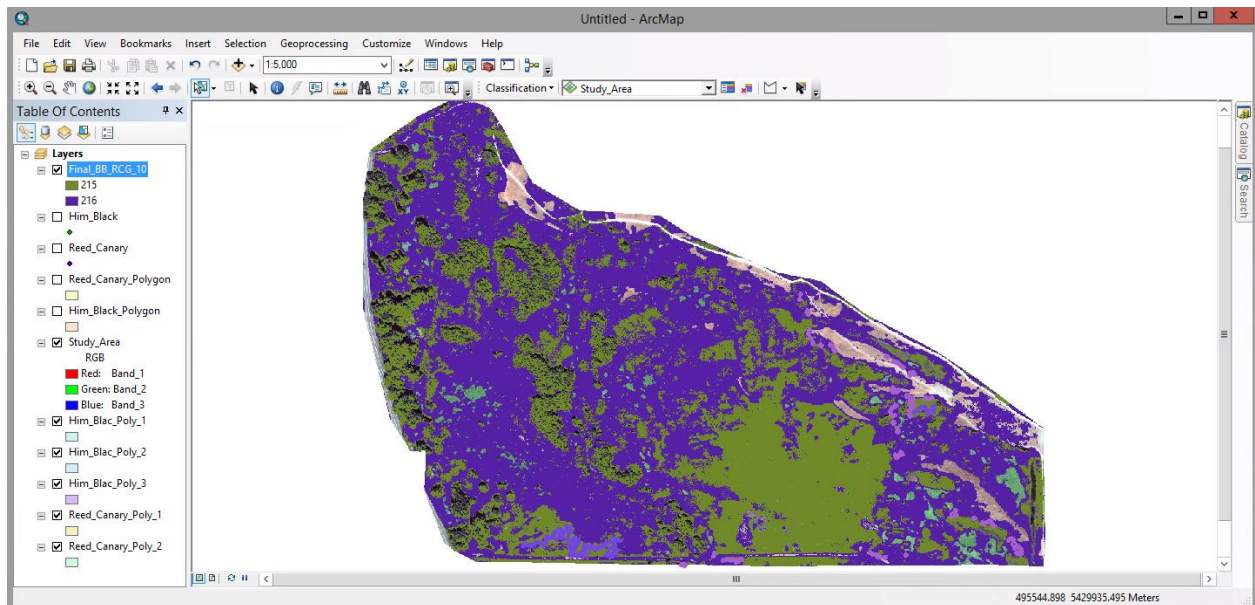 Untitled - ArcMap
File Edit View Bookmarks Insert Selection Geoprocessing Customize Windows Help
1:5,000
Classification Study_Area
Table Of Contents
Layers
Final_BB_RCG_10
215
216
Him_Black
Reed_Canary
Reed_Canary_Polygon
Him_Black_Polygon
Study_Area
RGB
Red: Band_1
Green: Band_2
Blue: Band_3
Him_Blac_Poly_1
Him_Blac_Poly_2
Him_Blac_Poly_3
Reed_Canary_Poly_1
Reed_Canary_Poly_2
Catalog
Search
495544.898 5429935.495 Meters